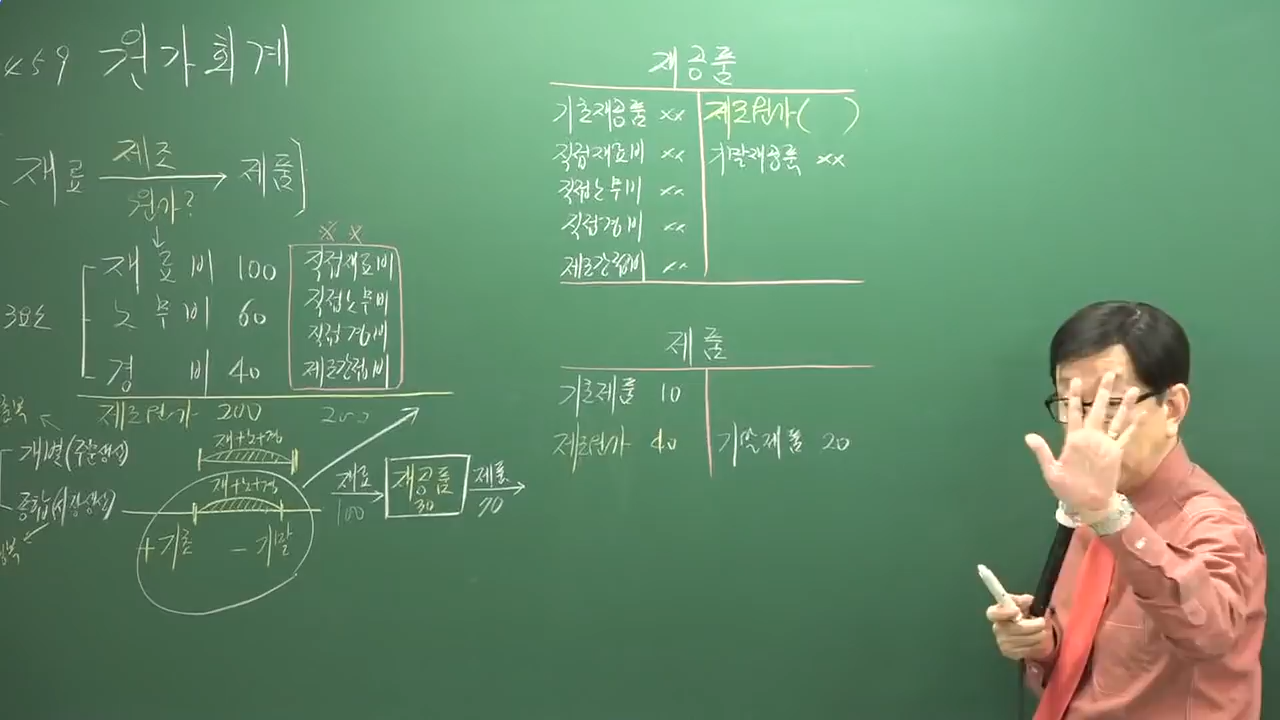 459 원가회계
재료 제조 원가? 제품
3요소
재료비 100
노무비 60
경비 40
제조원가 200
※ ※
직접재료비
직접노무비
직접경비
제조간접비
200
개별(주문생산)
재+노+경
종합(시장생산)
재+노+경
+기초 -기말
재료 100
재공품 30
제품 70
재공품
기초재공품 xx 제조원가( )
직접재료비 xx 기말재공품 xx
직접노무비 xx
직접경비 xx
제조간접비 xx
제품
기초제품 10
제조원가 40 기말제품 20